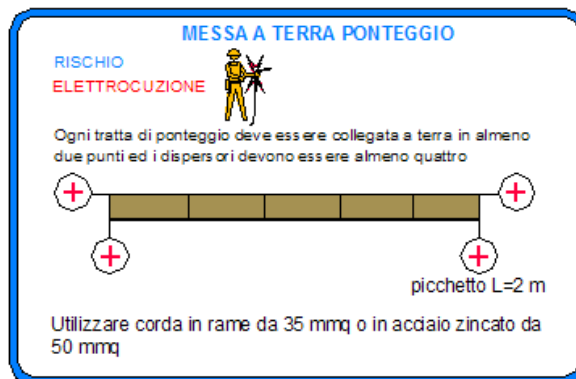 MESSA A TERRA PONTEGGIO
RISCHIO
ELETTROCUZIONE
Ogni tratta di ponteggio deve essere collegata a terra in almeno
due punti ed i dispersori devono essere almeno quattro
picchetto L=2 m
Utilizzare corda in rame da 35 mmq o in acciaio zincato da
50 mmq